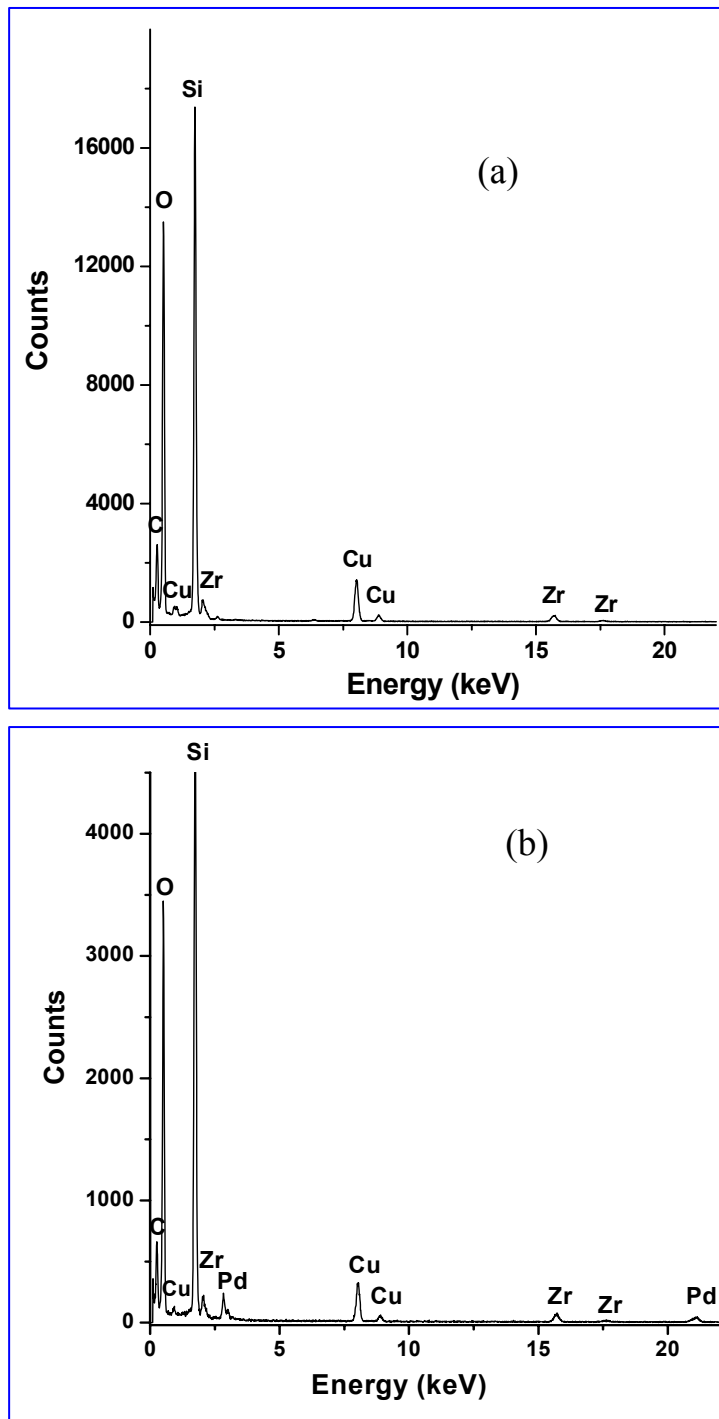 Si
(a)
16000
O
12000
Counts
8000
4000
C
Cu
Zr
Cu
Cu
Zr
Zr
0
0
5
10
15
20
Energy (keV)
Si
(b)
4000
O
3000
Counts
2000
1000
C
Cu
Zr
Pd
Cu
Cu
Zr
Zr
Pd
0
0
5
10
15
20
Energy (keV)